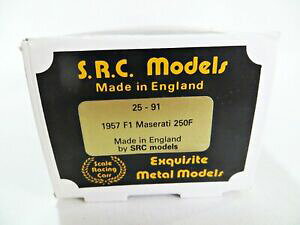 S.R.C. Models
Made in England
25 - 91
1957 F1 Maserati 250F
Made in England
by SRC models
Scale
Racing
Cars
Exquisite
Metal Models